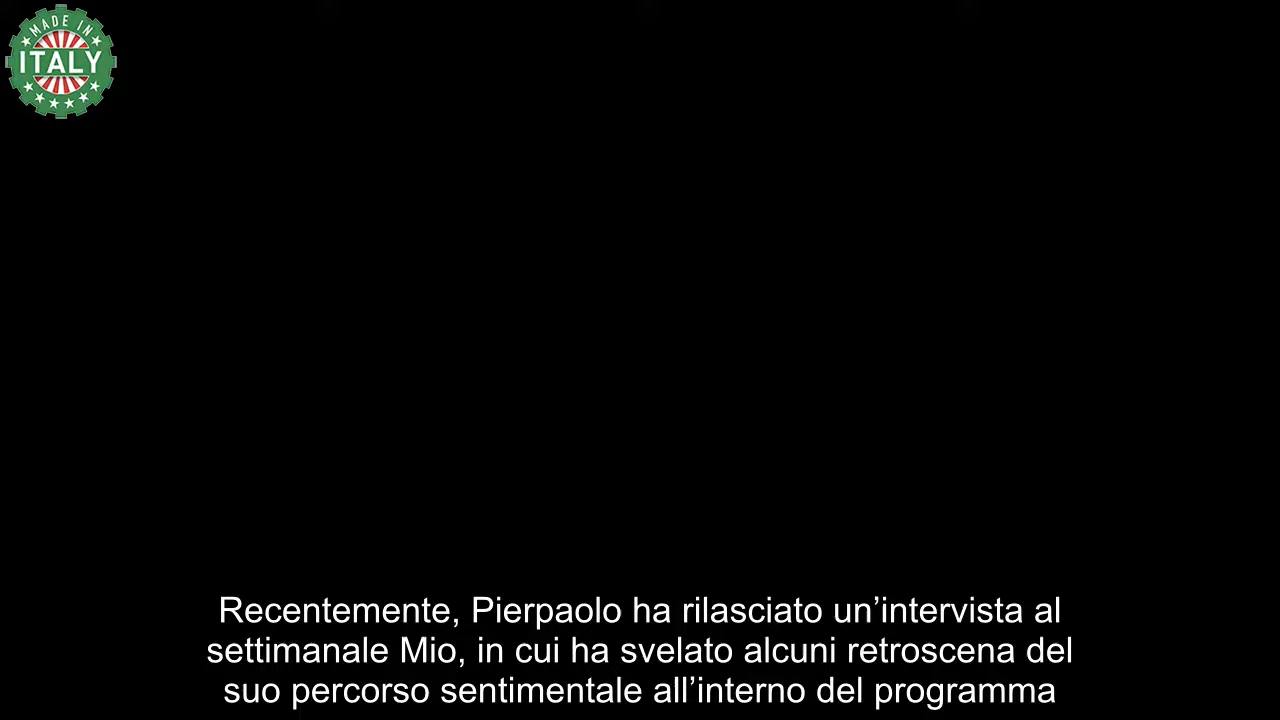 MADE IN
ITALY
Recentemente, Pierpaolo ha rilasciato un’intervista al
settimanale Mio, in cui ha svelato alcuni retroscena del
suo percorso sentimentale all’interno del programma